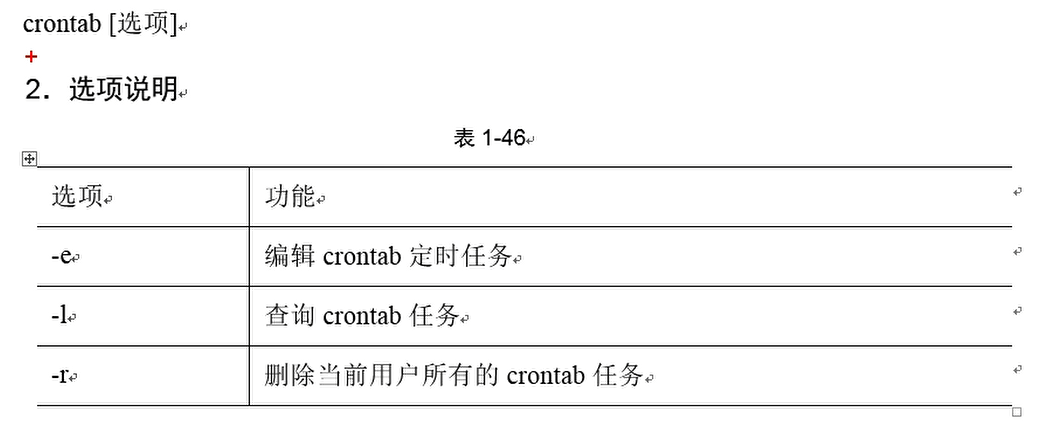 crontab [选项]
2．选项说明
表 1-46
选项 功能
-e 编辑 crontab 定时任务
-l 查询 crontab 任务
-r 删除当前用户所有的 crontab 任务